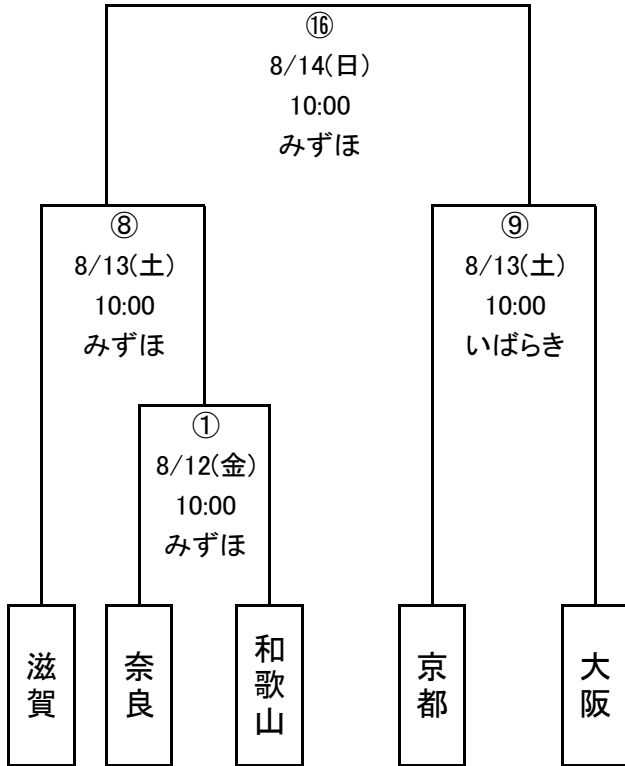 ⑯
8/14(日)
10:00
みずほ
⑧
8/13(土)
10:00
みずほ
⑨
8/13(土)
10:00
いばらき
①
8/12(金)
10:00
みずほ
滋賀
奈良
和歌山
京都
大阪